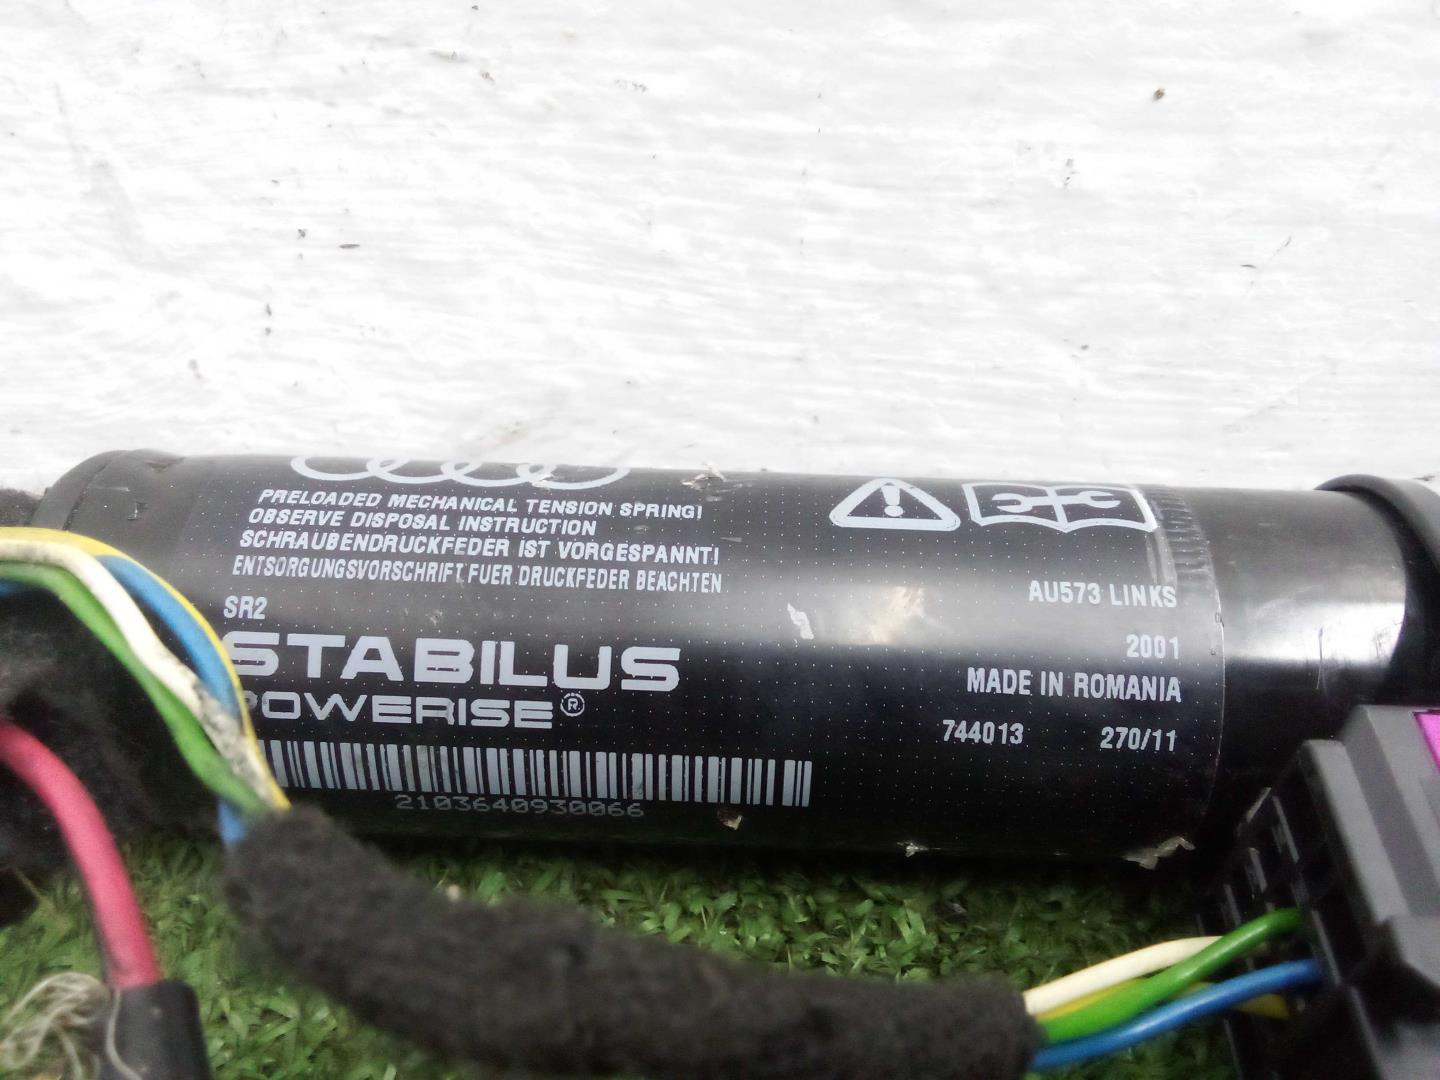 PRELOADED MECHANICAL TENSION SPRING!
OBSERVE DISPOSAL INSTRUCTION
SCHRAUBENDRUCKFEDER IST VORGESPANNT!
ENTSORGUNGSVORSCHRIFT FUER DRUCKFEDER BEACHTEN
SR2
STABILUS
POWERISE®
2103640930066
AU573 LINKS
2001
MADE IN ROMANIA
744013 270/11